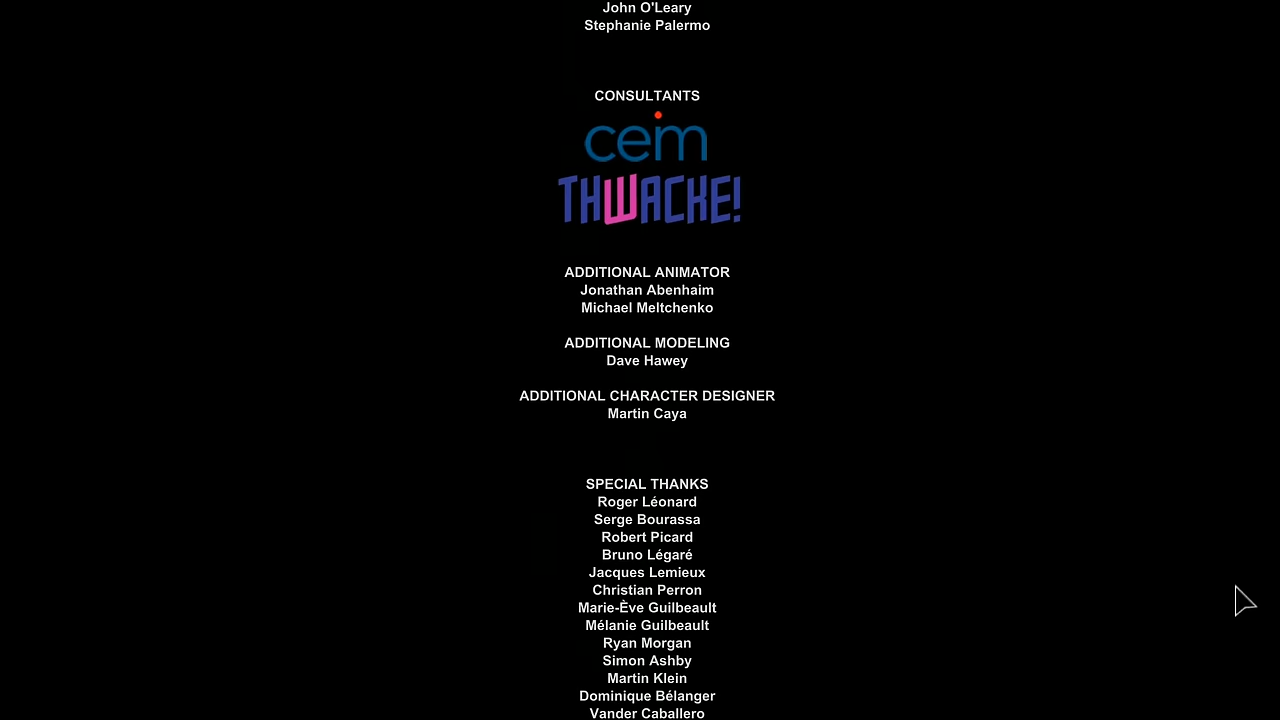 John O'Leary
Stephanie Palermo
CONSULTANTS
cem
THWACKE!
ADDITIONAL ANIMATOR
Jonathan Abenhaim
Michael Meltchenko
ADDITIONAL MODELING
Dave Hawey
ADDITIONAL CHARACTER DESIGNER
Martin Caya
SPECIAL THANKS
Roger Léonard
Serge Bourassa
Robert Picard
Bruno Légaré
Jacques Lemieux
Christian Perron
Marie-Ève Guilbeault
Mélanie Guilbeault
Ryan Morgan
Simon Ashby
Martin Klein
Dominique Bélanger
Vander Caballero